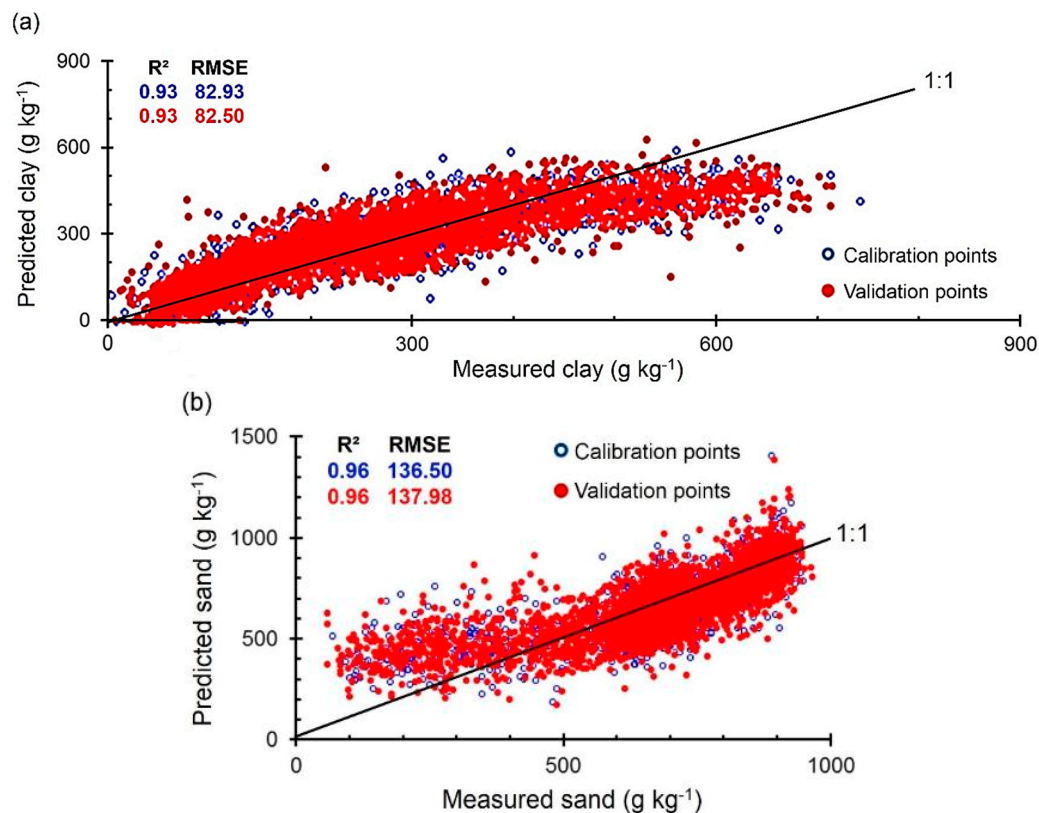 (a)
900
R² RMSE
0.93 82.93
0.93 82.50
1:1
600
300
0
Predicted clay (g kg⁻¹)
Calibration points
Validation points
0 300 600 900
Measured clay (g kg⁻¹)
(b)
1500
R² RMSE
0.96 136.50
0.96 137.98
Calibration points
Validation points
1000
1:1
500
0
Predicted sand (g kg⁻¹)
0 500 1000
Measured sand (g kg⁻¹)